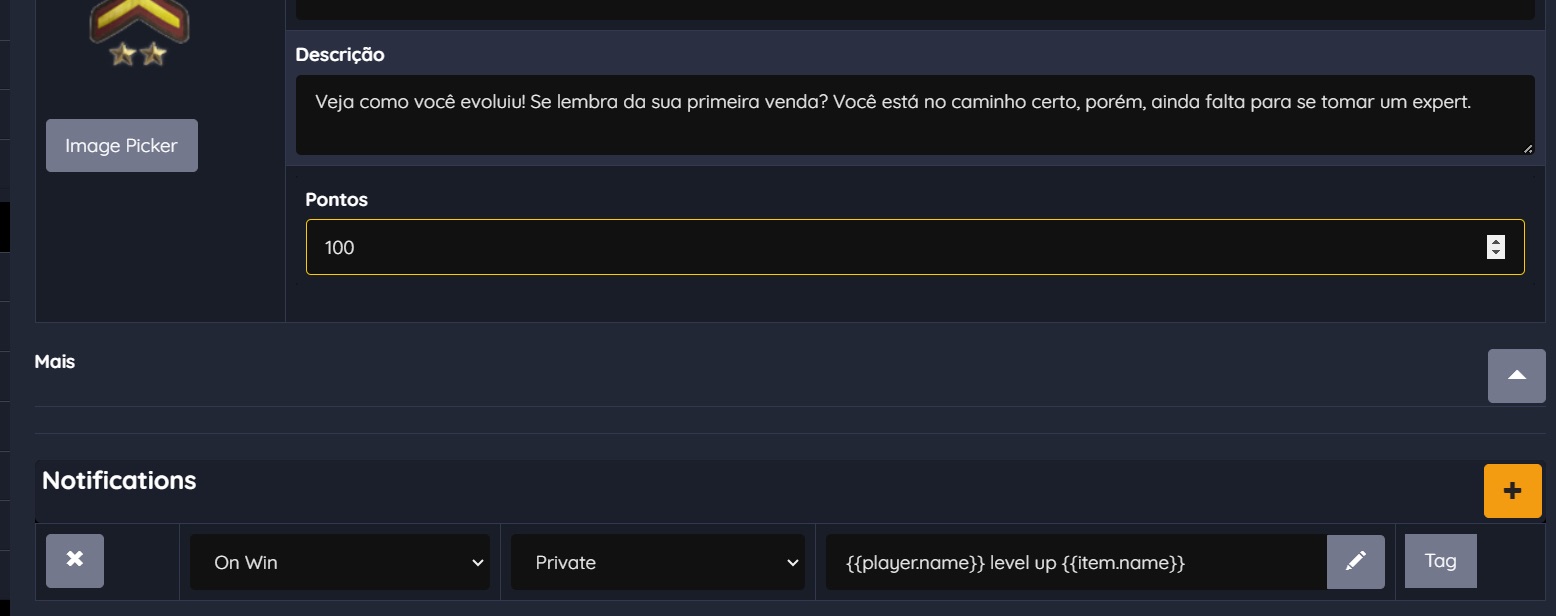 Descrição
Veja como você evoluiu! Se lembra da sua primeira venda? Você está no caminho certo, porém, ainda falta para se tornar um expert.
Image Picker
Pontos
100
Mais
Notifications
On Win Private {{player.name}} level up {{item.name}} Tag